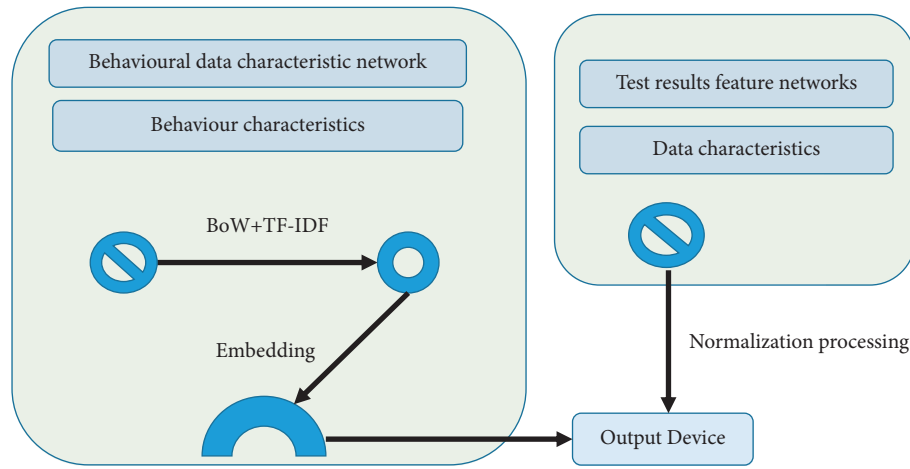 Behavioural data characteristic network
Behaviour characteristics
BoW+TF-IDF
Embedding
Test results feature networks
Data characteristics
Normalization processing
Output Device